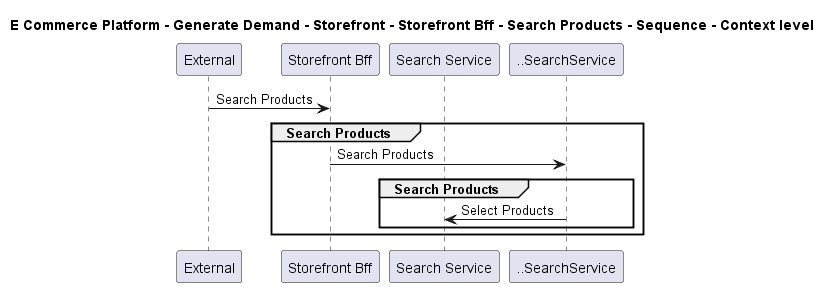 E Commerce Platform - Generate Demand - Storefront - Storefront Bff - Search Products - Sequence - Context level
External Storefront Bff Search Service ..SearchService
Search Products
Search Products
Search Products
Search Products
Select Products
External Storefront Bff Search Service ..SearchService